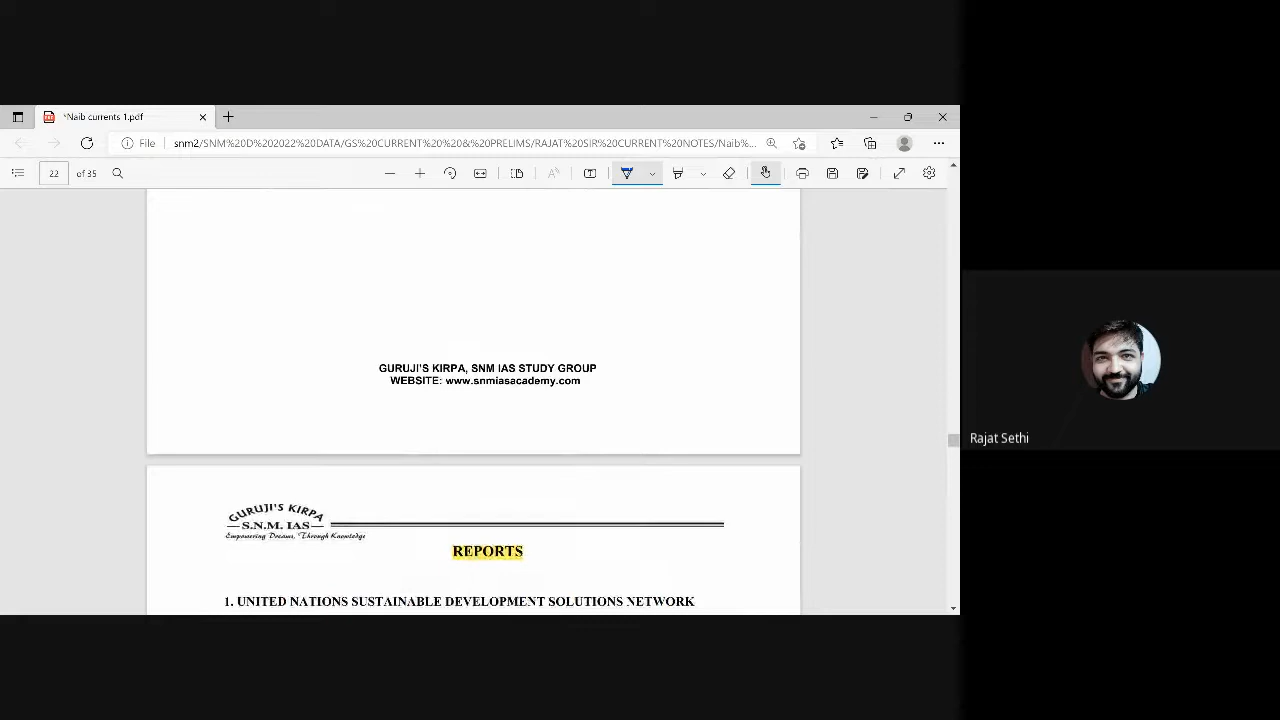 *Naib currents 1.pdf
File snm2/SNM%20D%202022%20DATA/GS%20CURRENT%20%20&%20PRELIMS/RAJAT%20SIR%20CURRENT%20NOTES/Naib%...
22 of 35
GURUJI'S KIRPA, SNM IAS STUDY GROUP
WEBSITE: www.snmiasacademy.com
Rajat Sethi
GURUJI'S KIRPA
S.N.M. IAS
Empowering Dreams, Through Knowledge
REPORTS
1. UNITED NATIONS SUSTAINABLE DEVELOPMENT SOLUTIONS NETWORK